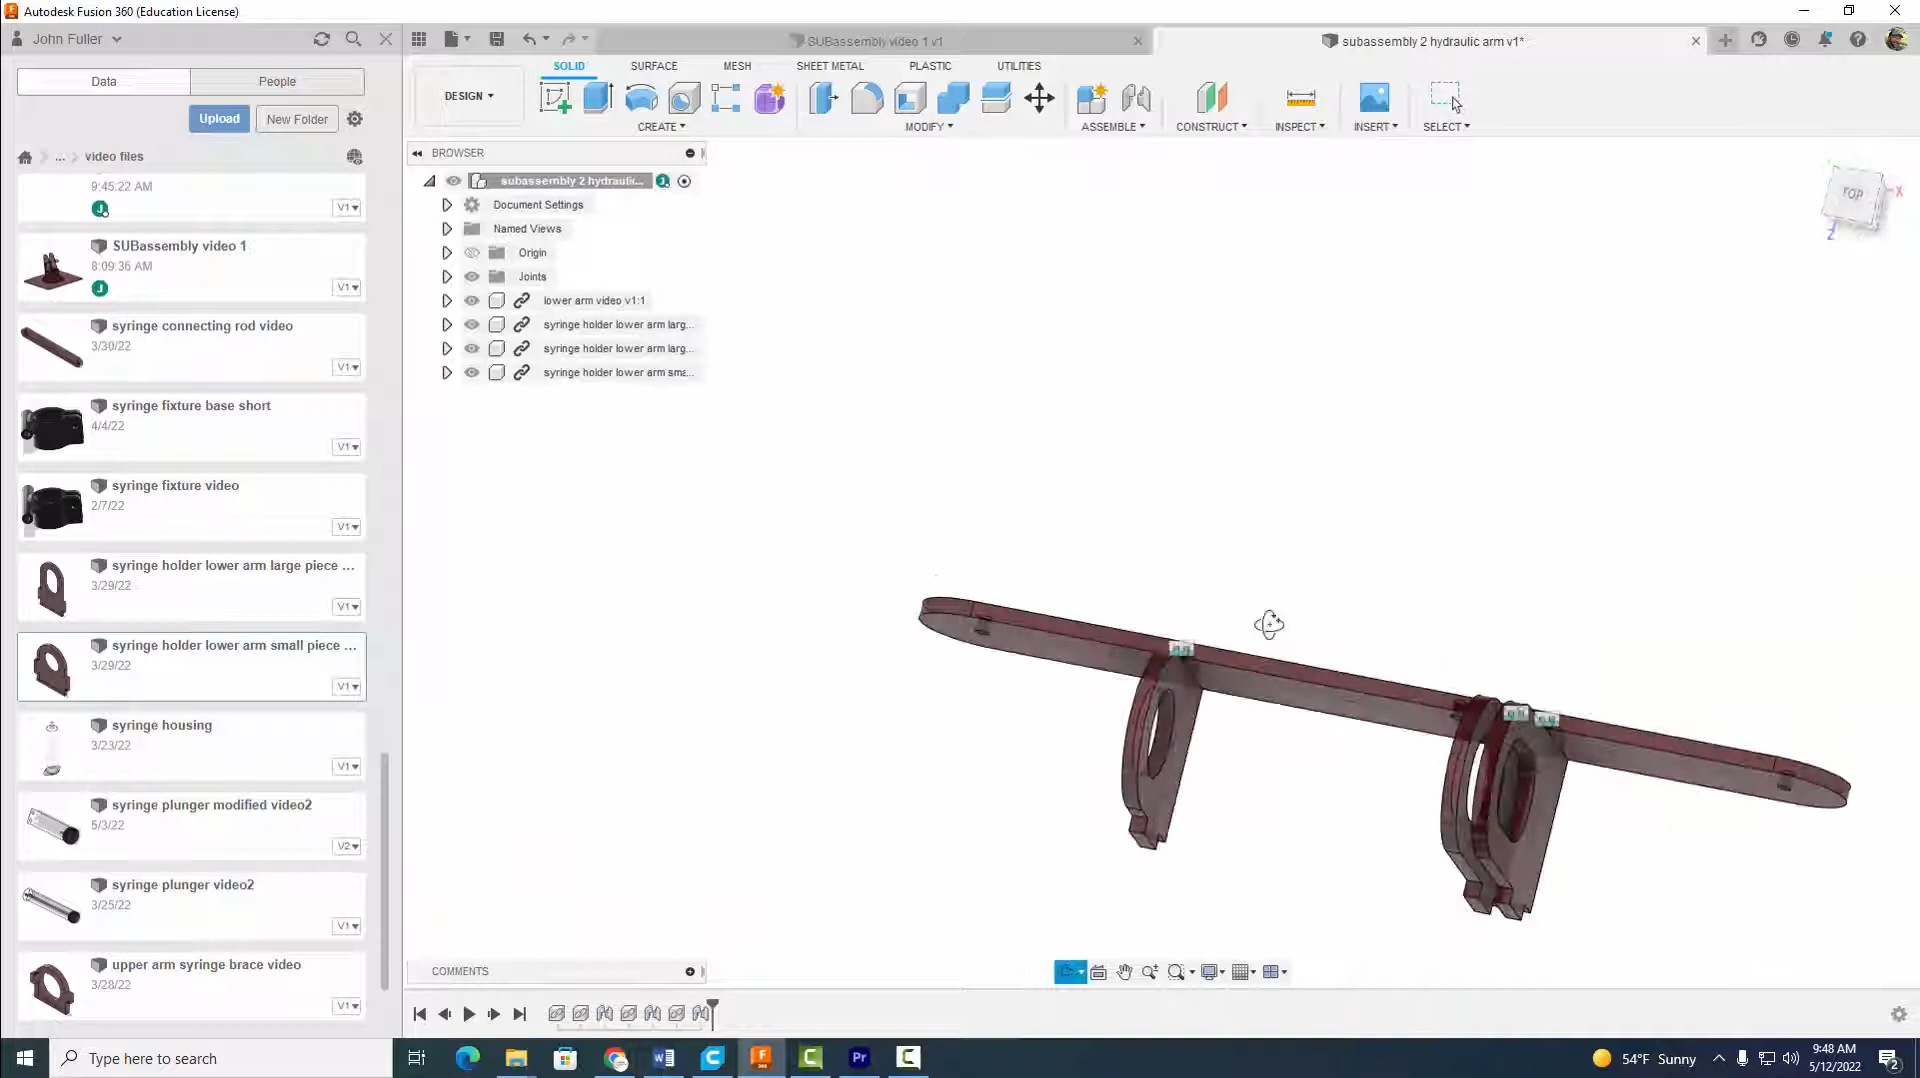 Autodesk Fusion 360 (Education License)
John Fuller
SUBassembly video 1 v1
subassembly 2 hydraulic arm v1*
Data
People
Upload
New Folder
... video files
9:45:22 AM
V1
SUBassembly video 1
8:09:36 AM
V1
syringe connecting rod video
3/30/22
V1
syringe fixture base short
4/4/22
V1
syringe fixture video
2/7/22
V1
syringe holder lower arm large piece ...
3/29/22
V1
syringe holder lower arm small piece ...
3/29/22
V1
syringe housing
3/23/22
V1
syringe plunger modified video2
5/3/22
V2
syringe plunger video2
3/25/22
V1
upper arm syringe brace video
3/28/22
V1
DESIGN
SOLID SURFACE MESH SHEET METAL PLASTIC UTILITIES
CREATE MODIFY ASSEMBLE CONSTRUCT INSPECT INSERT SELECT
BROWSER
subassembly 2 hydraulic...
Document Settings
Named Views
Origin
Joints
lower arm video v1:1
syringe holder lower arm larg...
syringe holder lower arm larg...
syringe holder lower arm sma...
TOP
X
Z
COMMENTS
Type here to search
54°F Sunny
9:48 AM
5/12/2022
2